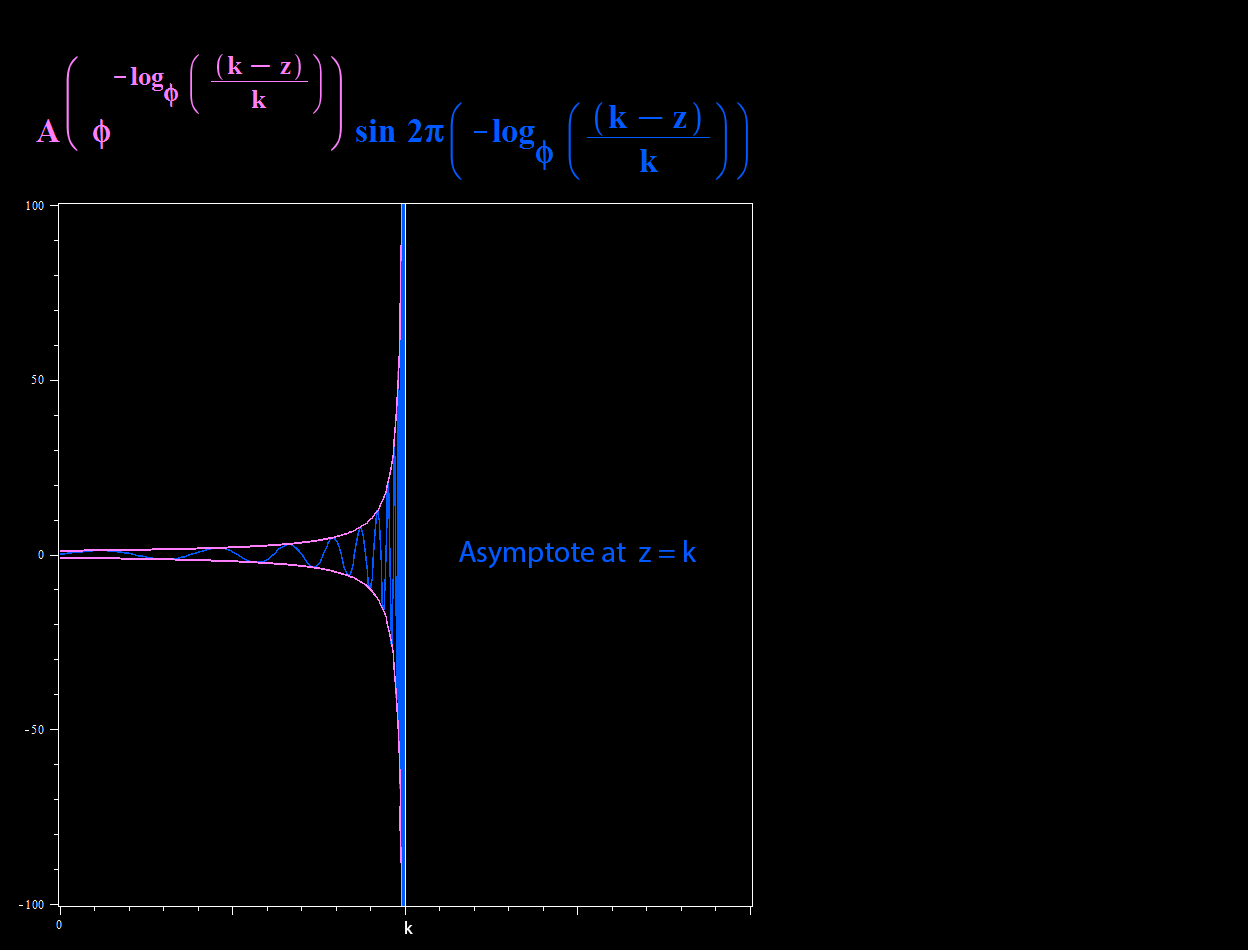 A(φ^(−log_φ((k − z)/k))) sin 2π(−log_φ((k − z)/k))
100
50
0
Asymptote at z = k
-50
-100
0 k